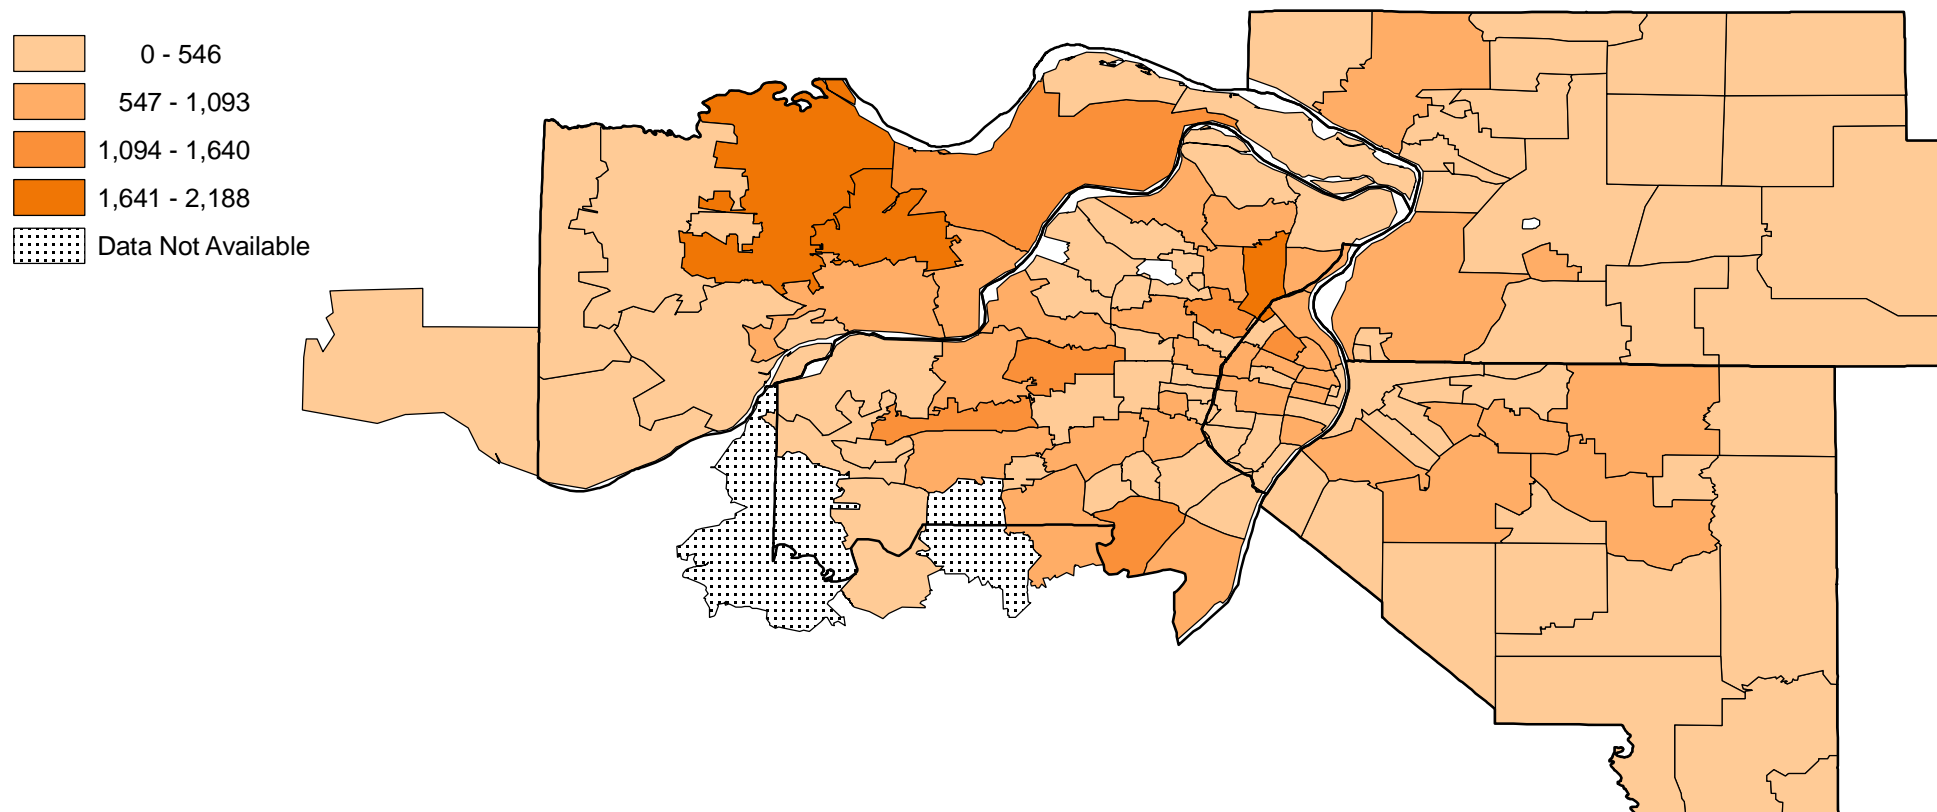 0 - 546
547 - 1,093
1,094 - 1,640
1,641 - 2,188
Data Not Available